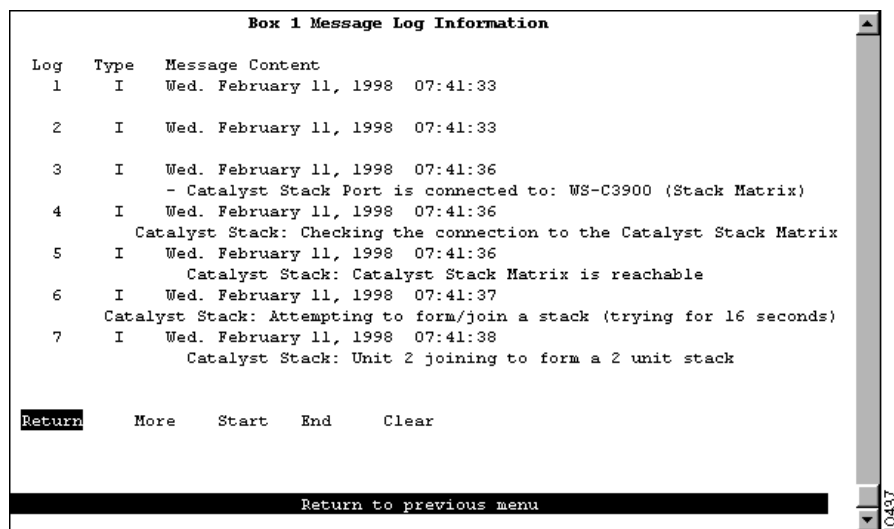 Box 1 Message Log Information
Log Type Message Content
1 I Wed. February 11, 1998 07:41:33
2 I Wed. February 11, 1998 07:41:33
3 I Wed. February 11, 1998 07:41:36
- Catalyst Stack Port is connected to: WS-C3900 (Stack Matrix)
4 I Wed. February 11, 1998 07:41:36
Catalyst Stack: Checking the connection to the Catalyst Stack Matrix
5 I Wed. February 11, 1998 07:41:36
Catalyst Stack: Catalyst Stack Matrix is reachable
6 I Wed. February 11, 1998 07:41:37
Catalyst Stack: Attempting to form/join a stack (trying for 16 seconds)
7 I Wed. February 11, 1998 07:41:38
Catalyst Stack: Unit 2 joining to form a 2 unit stack
Return More Start End Clear
Return to previous menu
10497